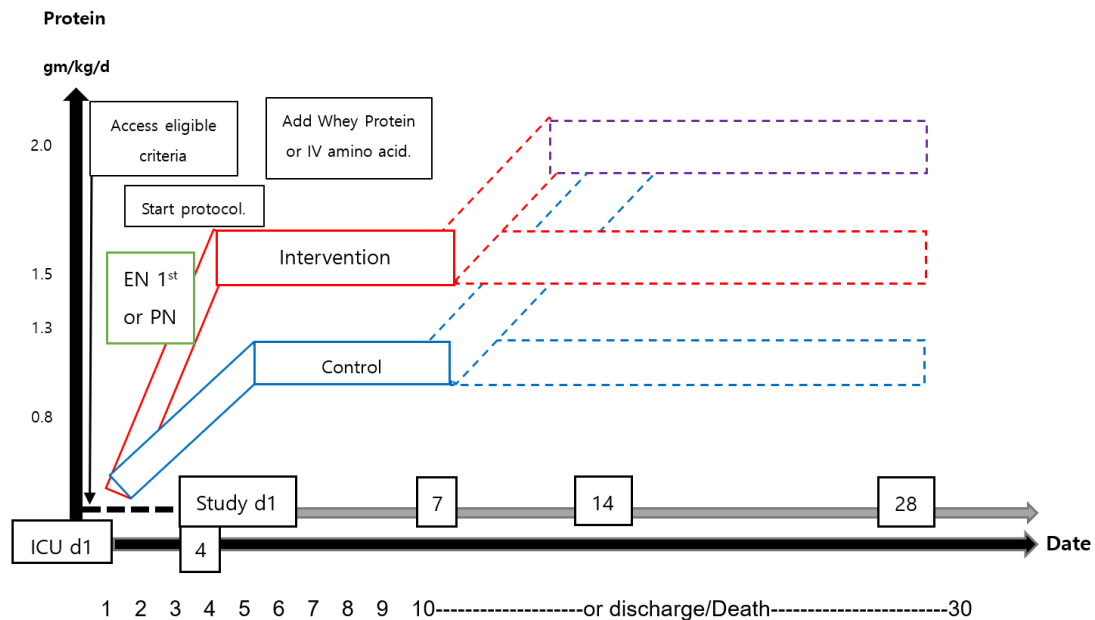 Protein
gm/kg/d
Access eligible
criteria
Add Whey Protein
or IV amino acid.
2.0
Start protocol.
Intervention
EN 1st
or PN
1.5
1.3
Control
0.8
Study d1
7
14
28
ICU d1
4
Date
1 2 3 4 5 6 7 8 9 10-----------------or discharge/Death--------------------30